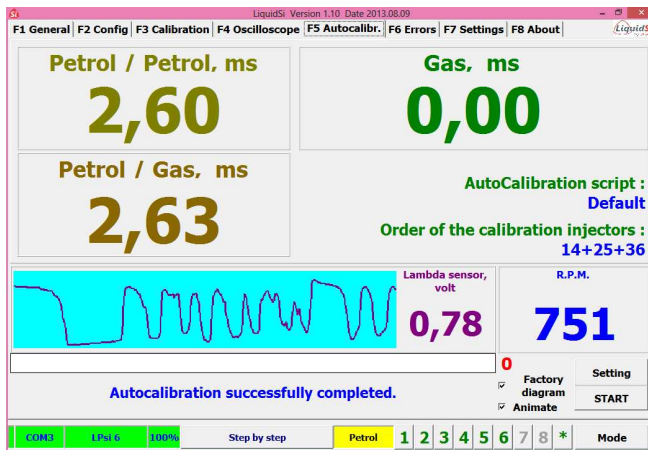 LiquidSi Version 1.10 Date 2013.08.09
F1 General F2 Config F3 Calibration F4 Oscilloscope F5 Autocalibr. F6 Errors F7 Settings F8 About
Petrol / Petrol, ms
2,60
Gas, ms
0,00
Petrol / Gas, ms
2,63
AutoCalibration script :
Default
Order of the calibration injectors :
14+25+36
Lambda sensor,
volt
0,78
R.P.M.
751
0
Autocalibration successfully completed.
Factory
diagram
Animate
Setting
START
COM3 LPsi 6 100% Step by step Petrol 1 2 3 4 5 6 7 8 * Mode